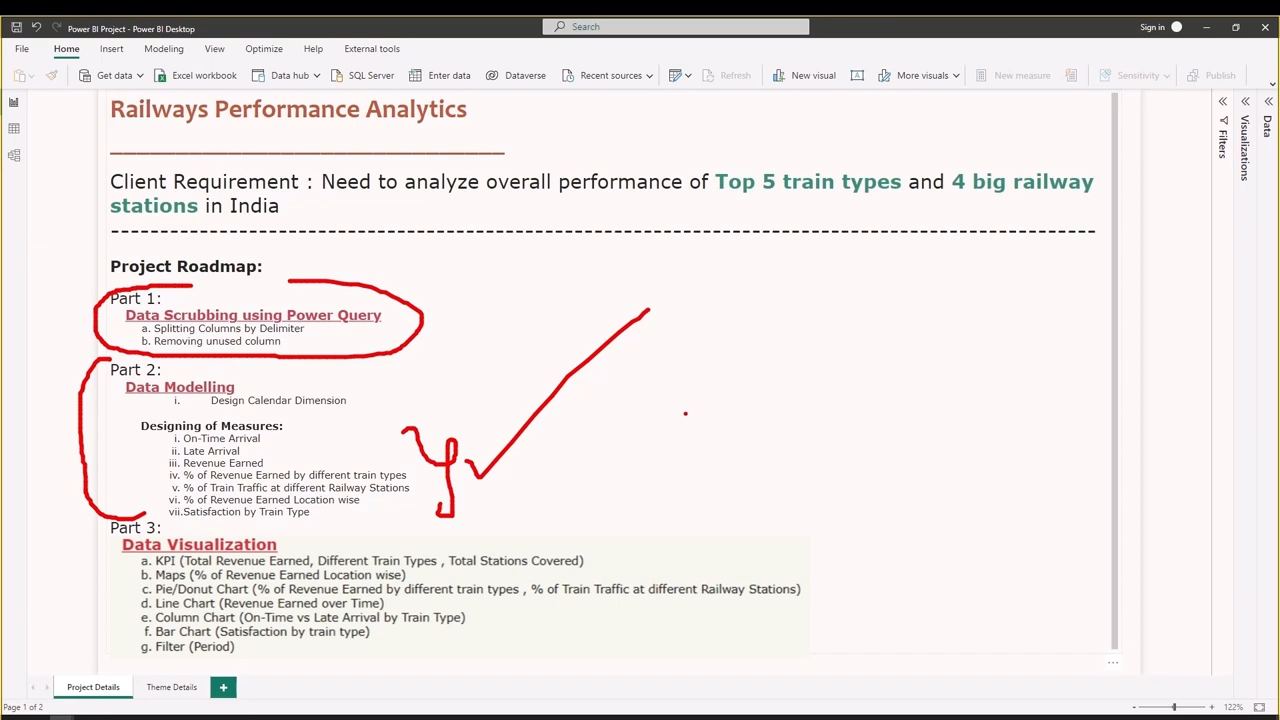 Power BI Project - Power BI Desktop
Search
Sign in
File Home Insert Modeling View Optimize Help External tools
Get data Excel workbook Data hub SQL Server Enter data Dataverse Recent sources Refresh New visual More visuals New measure Sensitivity Publish
Railways Performance Analytics
Client Requirement : Need to analyze overall performance of Top 5 train types and 4 big railway
stations in India
Project Roadmap:
Part 1:
Data Scrubbing using Power Query
a. Splitting Columns by Delimiter
b. Removing unused column
Part 2:
Data Modelling
i. Design Calendar Dimension
Designing of Measures:
i. On-Time Arrival
ii. Late Arrival
iii. Revenue Earned
iv. % of Revenue Earned by different train types
v. % of Train Traffic at different Railway Stations
vi. % of Revenue Earned Location wise
vii.Satisfaction by Train Type
Part 3:
Data Visualization
a. KPI (Total Revenue Earned, Different Train Types , Total Stations Covered)
b. Maps (% of Revenue Earned Location wise)
c. Pie/Donut Chart (% of Revenue Earned by different train types , % of Train Traffic at different Railway Stations)
d. Line Chart (Revenue Earned over Time)
e. Column Chart (On-Time vs Late Arrival by Train Type)
f. Bar Chart (Satisfaction by train type)
g. Filter (Period)
Filters
Visualizations
Data
Project Details Theme Details
Page 1 of 2
122%